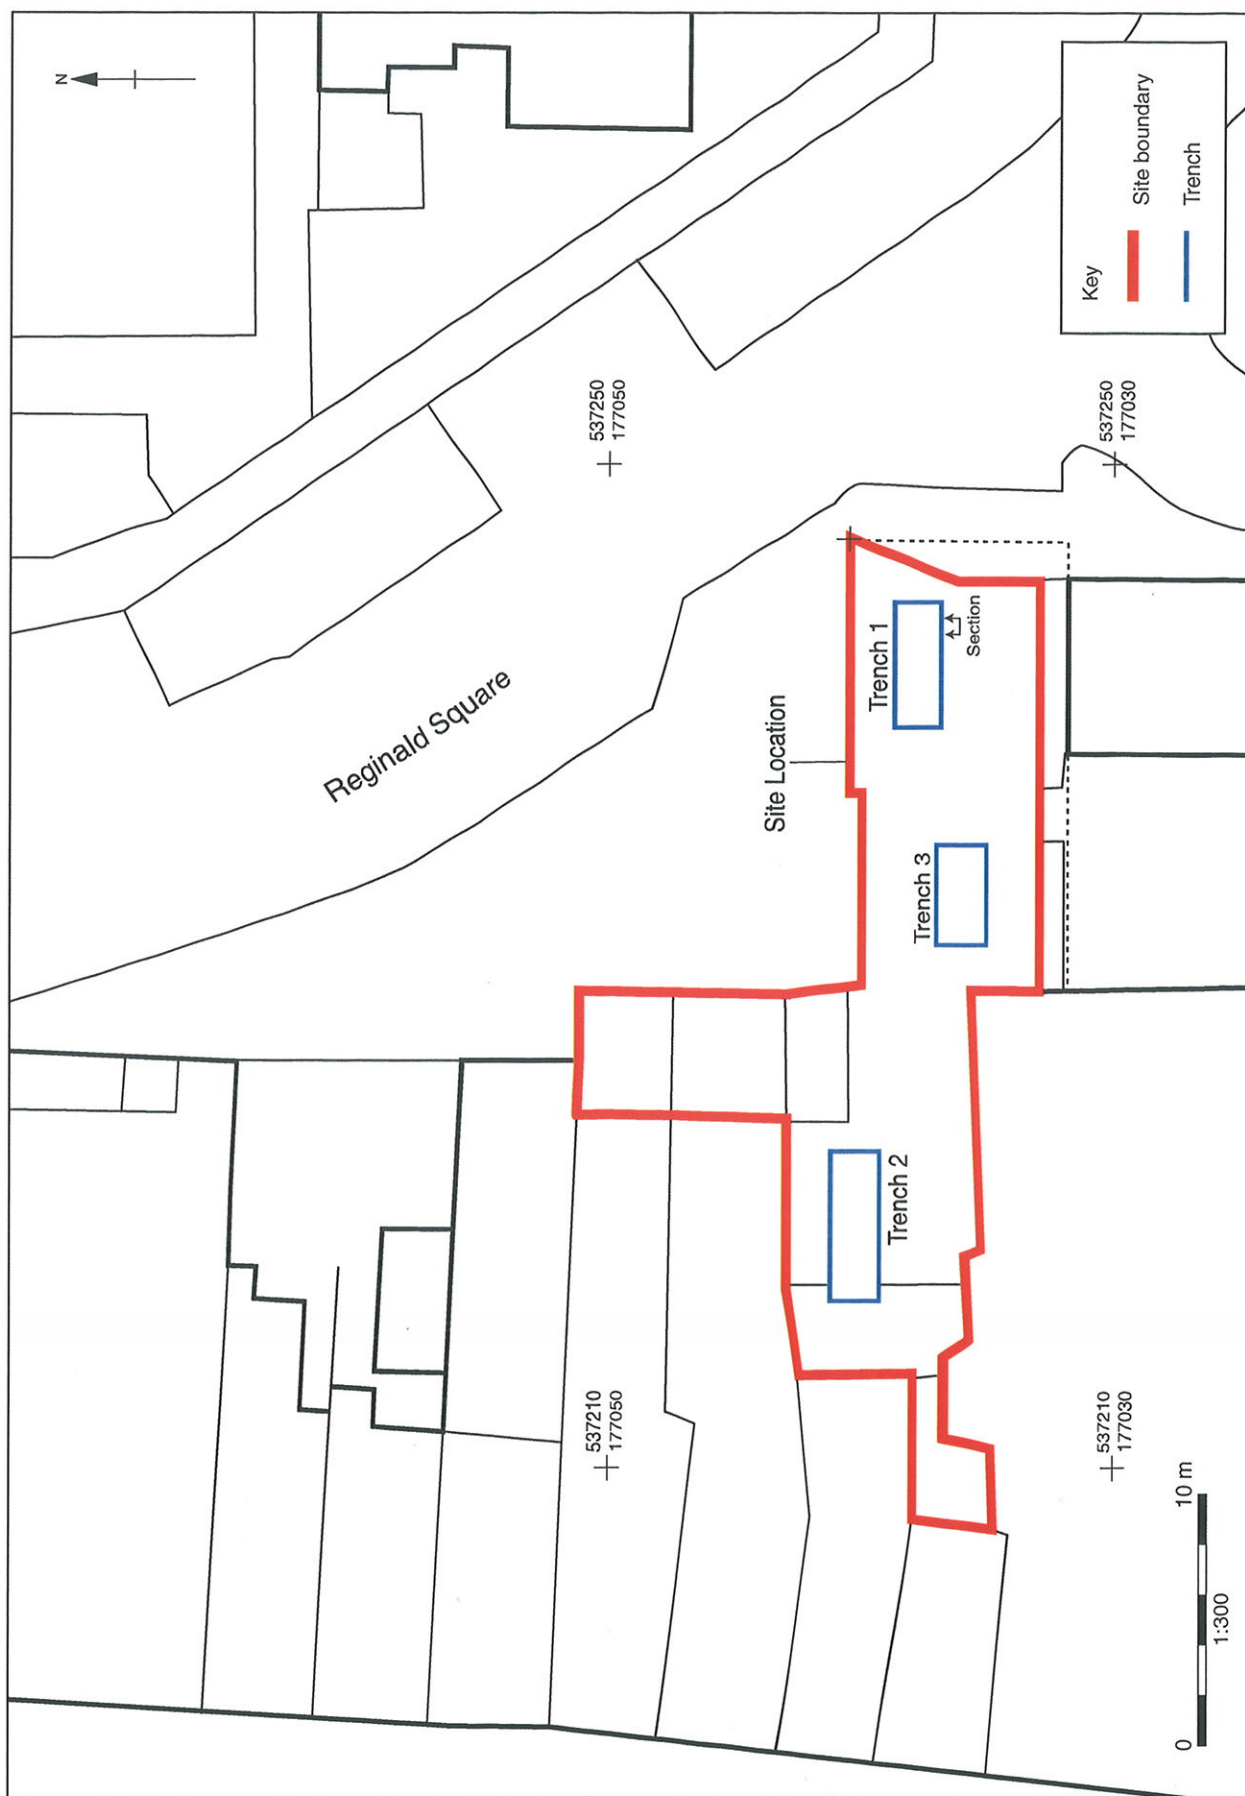 N
Reginald Square
537250
177050
537210
177050
Site Location
Trench 2
Trench 3
Trench 1
Section
537210
177030
537250
177030
0
10 m
1:300
Key
Site boundary
Trench